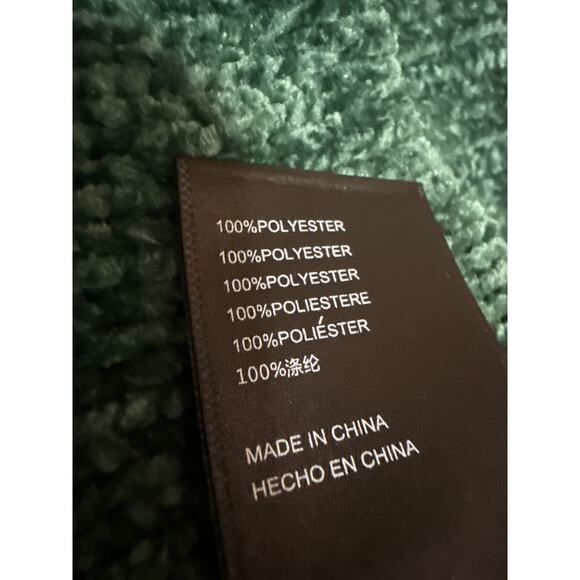 100%POLYESTER
100%POLYESTER
100%POLYESTER
100%POLIESTERE
100%POLIÉSTER
100%涤纶
MADE IN CHINA
HECHO EN CHINA